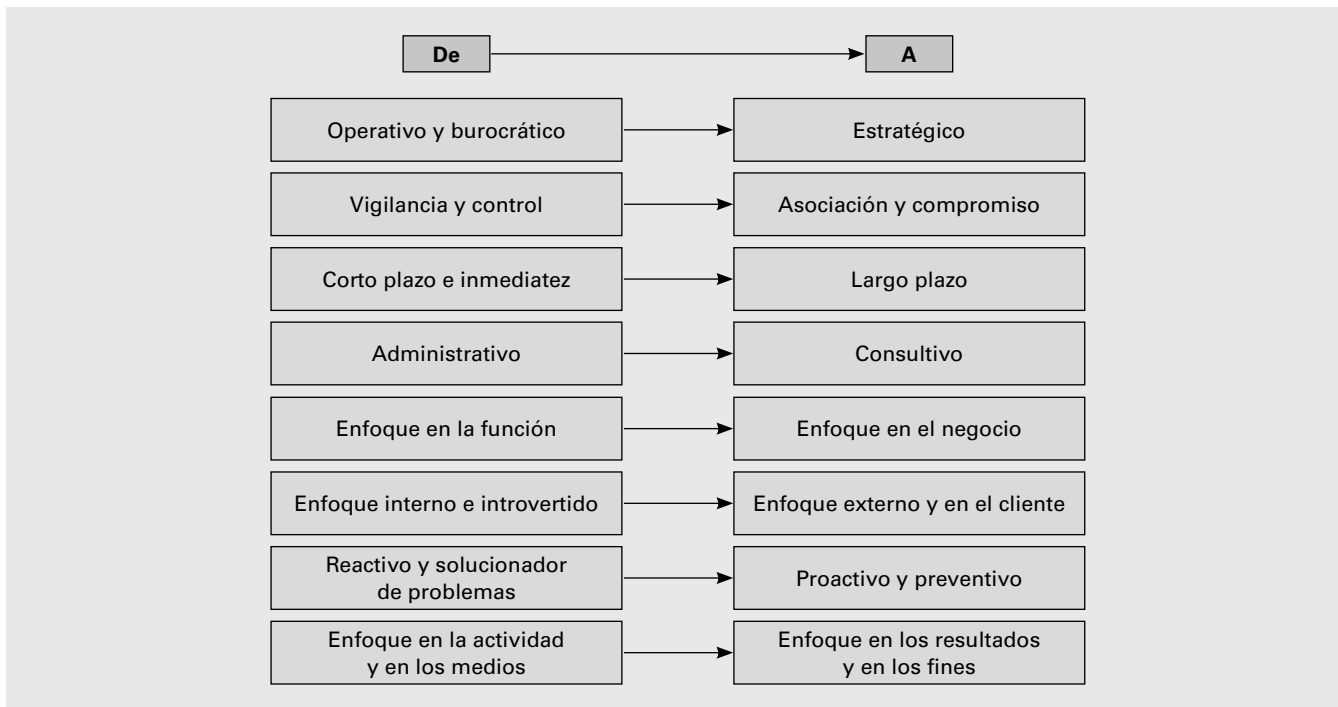 De
A
Operativo y burocrático
Estratégico
Vigilancia y control
Asociación y compromiso
Corto plazo e inmediatez
Largo plazo
Administrativo
Consultivo
Enfoque en la función
Enfoque en el negocio
Enfoque interno e introvertido
Enfoque externo y en el cliente
Reactivo y solucionador
de problemas
Proactivo y preventivo
Enfoque en la actividad
y en los medios
Enfoque en los resultados
y en los fines